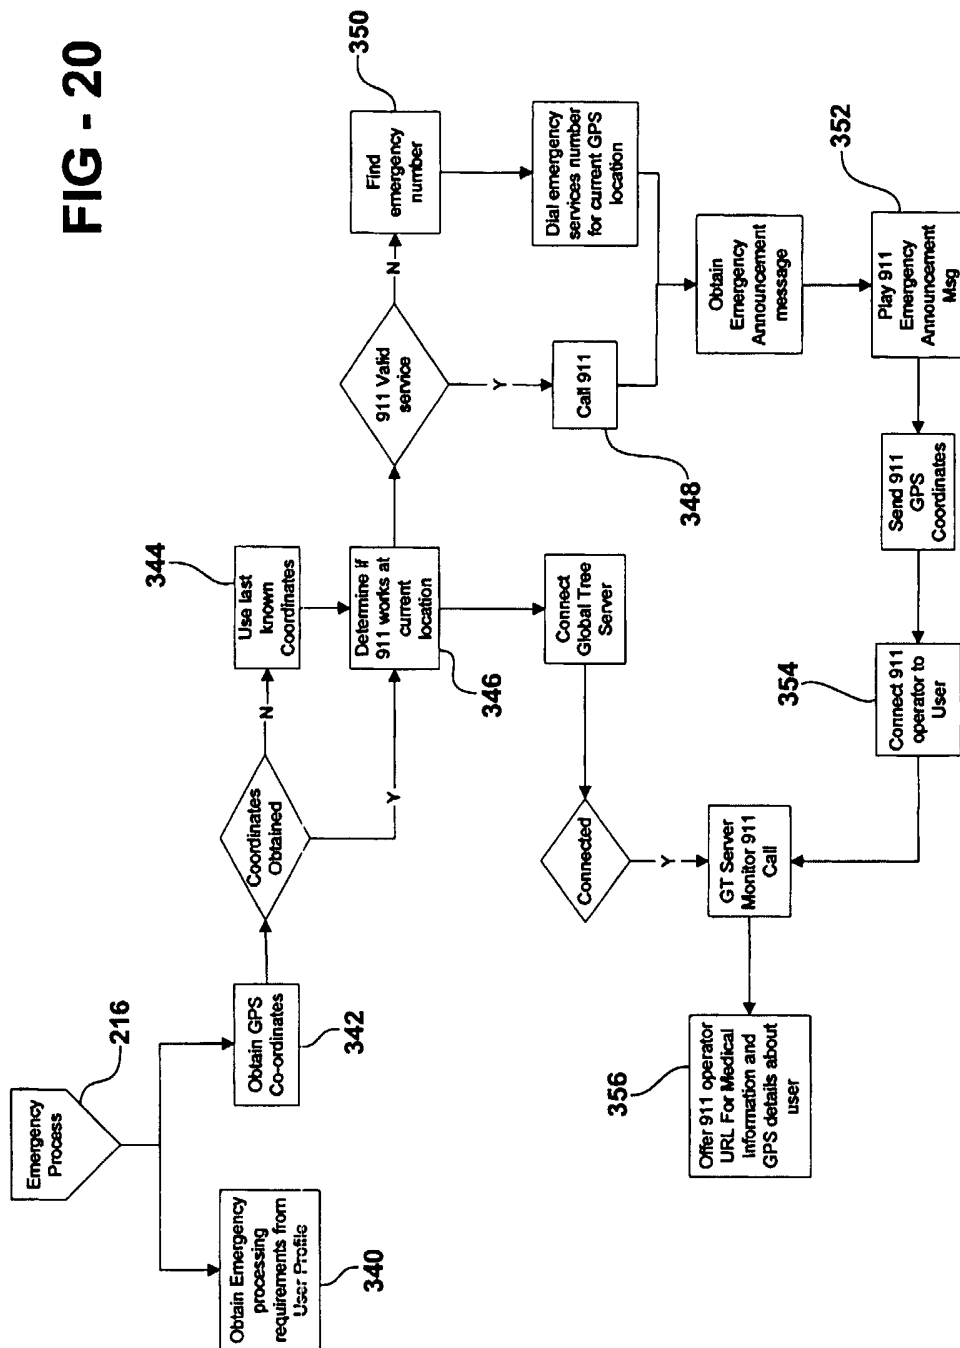 FIG - 20
Emergency
Process
216
Obtain Emergency
processing
requirements from
User Profile
340
Obtain GPS
Co-ordinates
342
Coordinates
Obtained
N
Y
Use last
known
Coordinates
344
Determine if
911 works at
current
location
346
911 Valid
service
N
Y
Find
emergency
number
350
Dial emergency
services number
for current GPS
location
Call 911
348
Obtain
Emergency
Announcement
message
Play 911
Emergency
Announcement
Msg
352
Send 911
GPS
Coordinates
Connect 911
operator to
User
354
Connect
Global Tree
Server
Connected
Y
GT Server
Monitor 911
Call
Offer 911 operator
URL For Medical
Information and
GPS details about
user
356